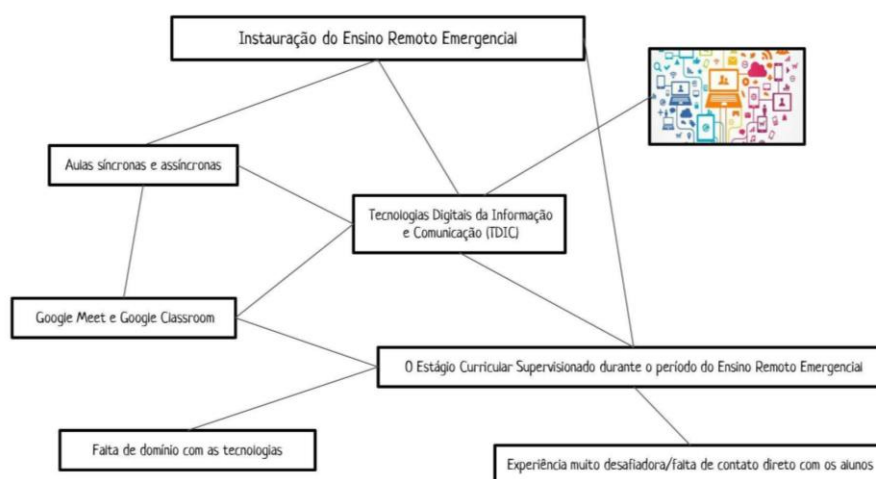 Instauração do Ensino Remoto Emergencial
Aulas síncronas e assíncronas
Tecnologias Digitais da Informação
e Comunicação (TDIC)
Google Meet e Google Classroom
O Estágio Curricular Supervisionado durante o período do Ensino Remoto Emergencial
Falta de domínio com as tecnologias
Experiência muito desafiadora/falta de contato direto com os alunos